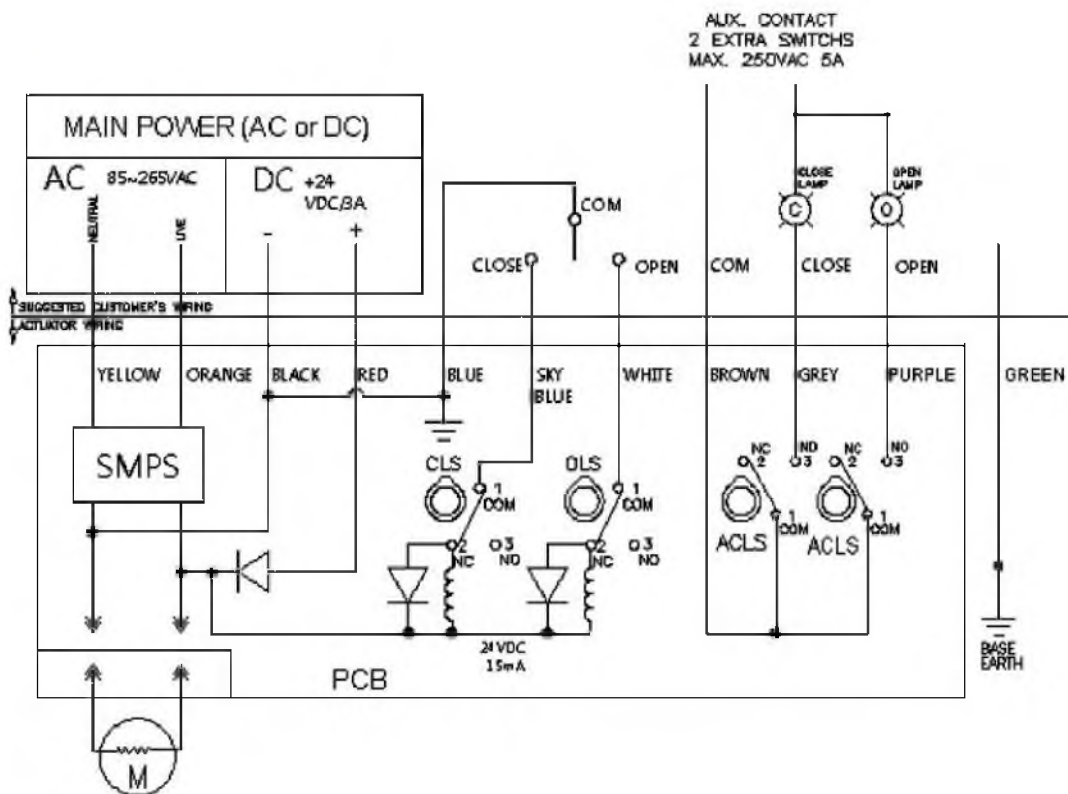 AUX. CONTACT
2 EXTRA SWITCHS
MAX. 250VAC 5A
MAIN POWER (AC or DC)
AC 85~265VAC
DC +24
VDC/3A
NEUTRAL
LIVE
- +
COM
CLOSE
OPEN
CLOSE
LAMP
OPEN
LAMP
C
O
COM
CLOSE
OPEN
SUGGESTED CUSTOMER'S WIRING
ACTUATOR WIRING
YELLOW
ORANGE
BLACK
RED
BLUE
SKY
BLUE
WHITE
BROWN
GREY
PURPLE
GREEN
SMPS
CLS
1
COM
2
NC
3
NO
OLS
1
COM
2
NC
3
NO
NC
2
NO
3
1
COM
ACLS
NC
2
NO
3
1
COM
ACLS
24VDC
15mA
PCB
BASE
EARTH
M